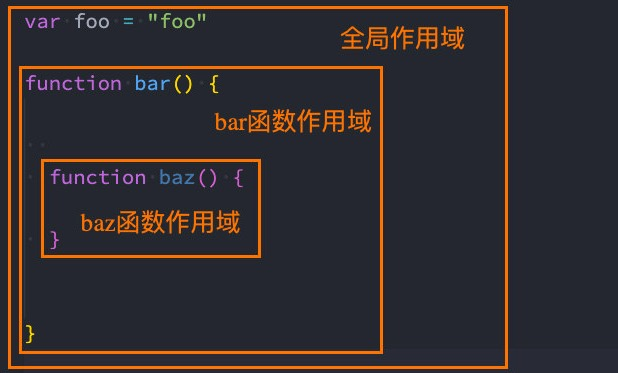 var foo = "foo"
全局作用域
function bar() {
bar函数作用域
function baz() {
baz函数作用域
}
}